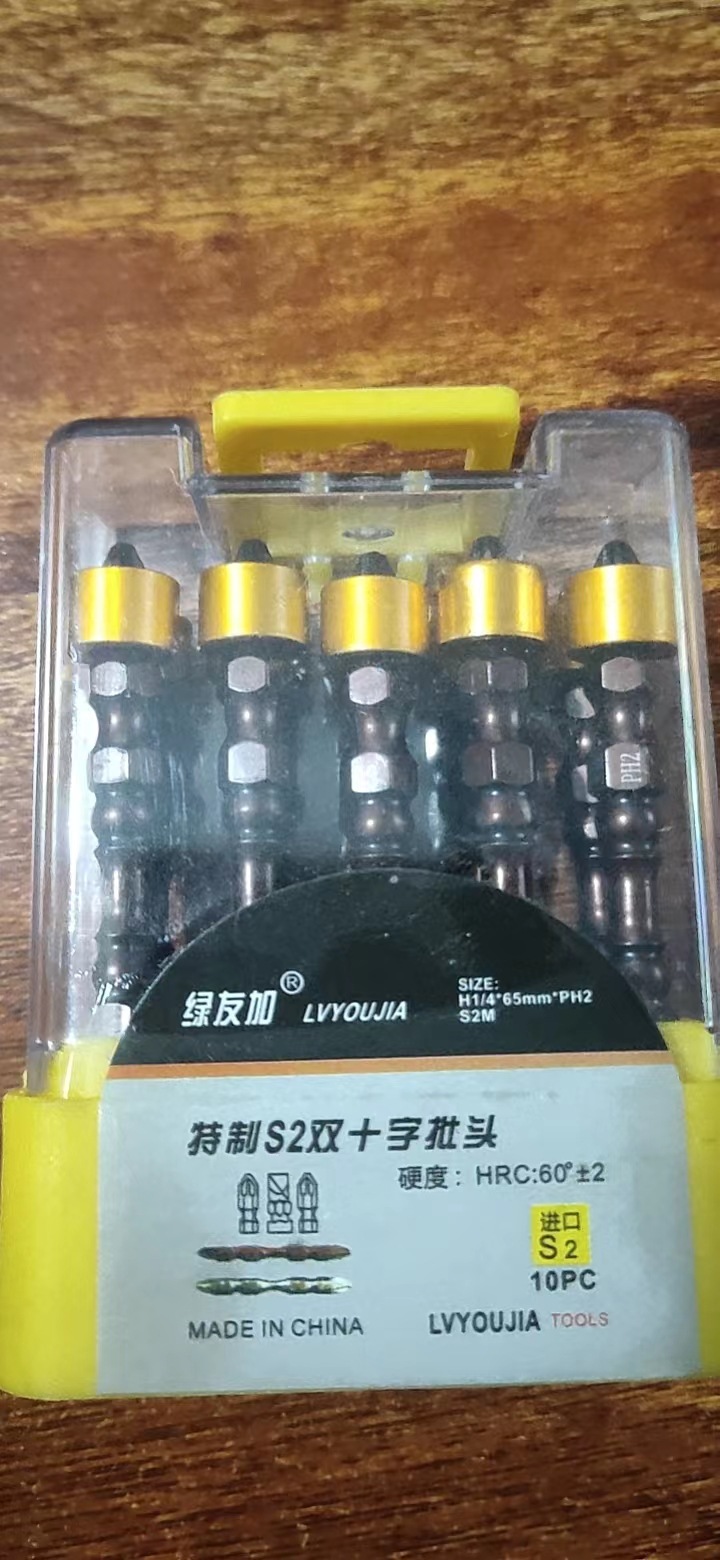 PH2
绿友加® LVYOUJIA
SIZE:
H1/4*65mm*PH2
S2M
特制S2双十字批头
硬度：HRC:60°±2
进口
S2
10PC
MADE IN CHINA
LVYOUJIA TOOLS